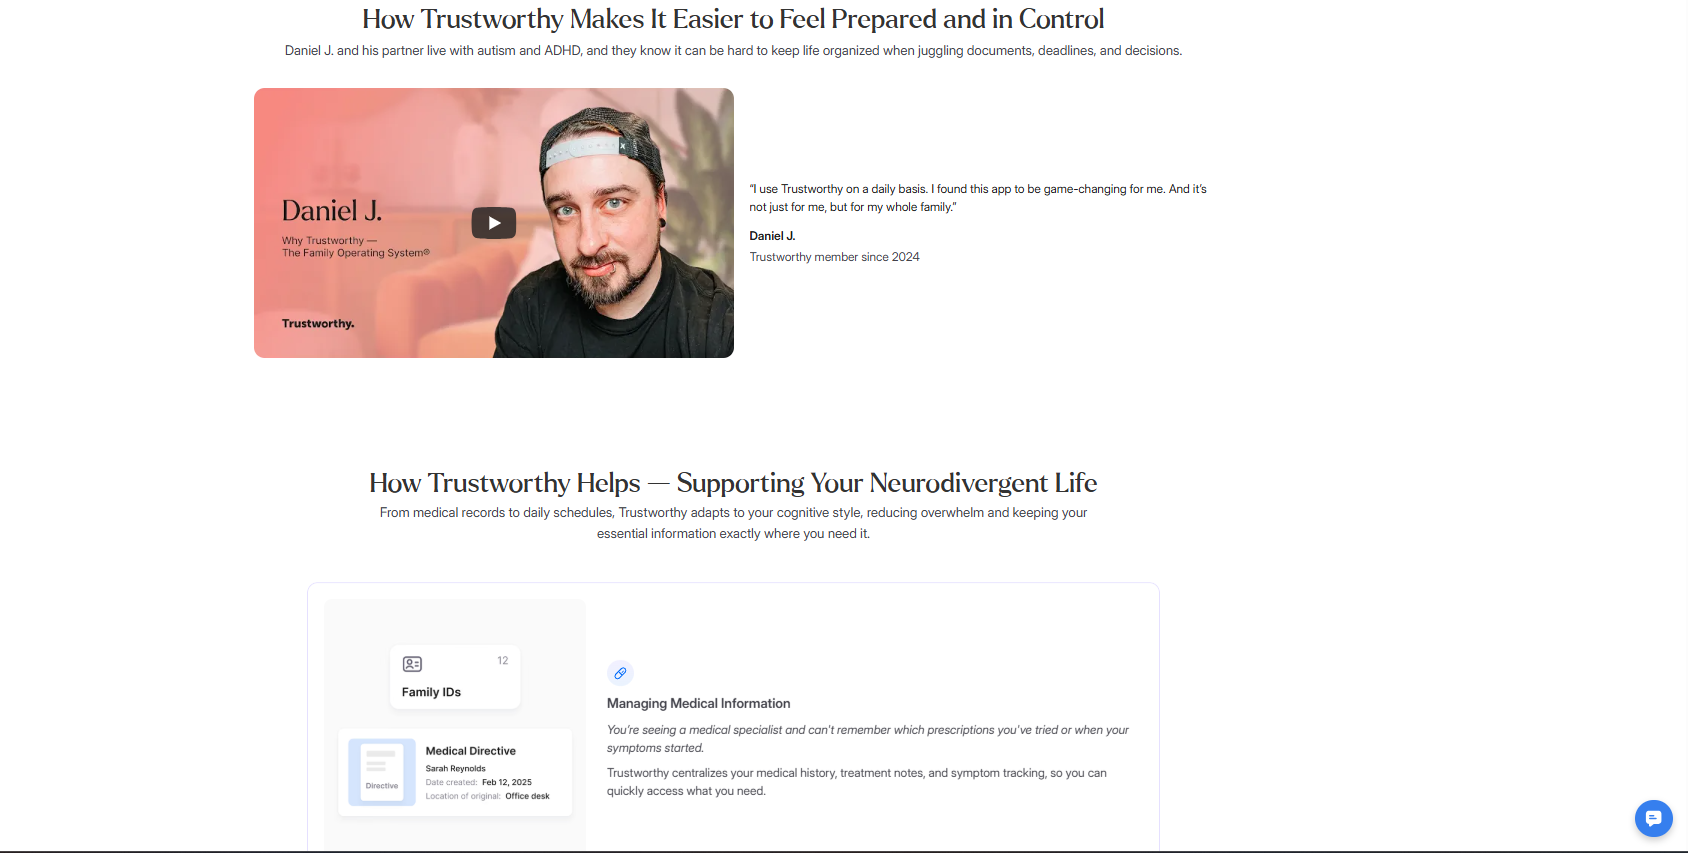 How Trustworthy Makes It Easier to Feel Prepared and in Control
Daniel J. and his partner live with autism and ADHD, and they know it can be hard to keep life organized when juggling documents, deadlines, and decisions.
Daniel J.
Why Trustworthy —
The Family Operating System®
Trustworthy.
“I use Trustworthy on a daily basis. I found this app to be game-changing for me. And it’s
not just for me, but for my whole family.”
Daniel J.
Trustworthy member since 2024
How Trustworthy Helps — Supporting Your Neurodivergent Life
From medical records to daily schedules, Trustworthy adapts to your cognitive style, reducing overwhelm and keeping your
essential information exactly where you need it.
12
Family IDs
Directive
Medical Directive
Sarah Reynolds
Date created: Feb 12, 2025
Location of original: Office desk
Managing Medical Information
You’re seeing a medical specialist and can't remember which prescriptions you've tried or when your
symptoms started.
Trustworthy centralizes your medical history, treatment notes, and symptom tracking, so you can
quickly access what you need.